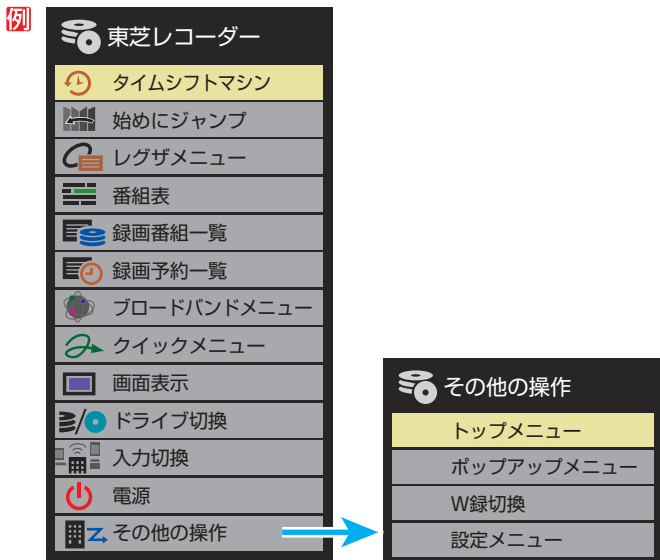 例
東芝レコーダー
タイムシフトマシン
始めにジャンプ
レグザメニュー
番組表
録画番組一覧
録画予約一覧
ブロードバンドメニュー
クイックメニュー
画面表示
ドライブ切換
入力切換
電源
その他の操作
その他の操作
トップメニュー
ポップアップメニュー
W録切換
設定メニュー